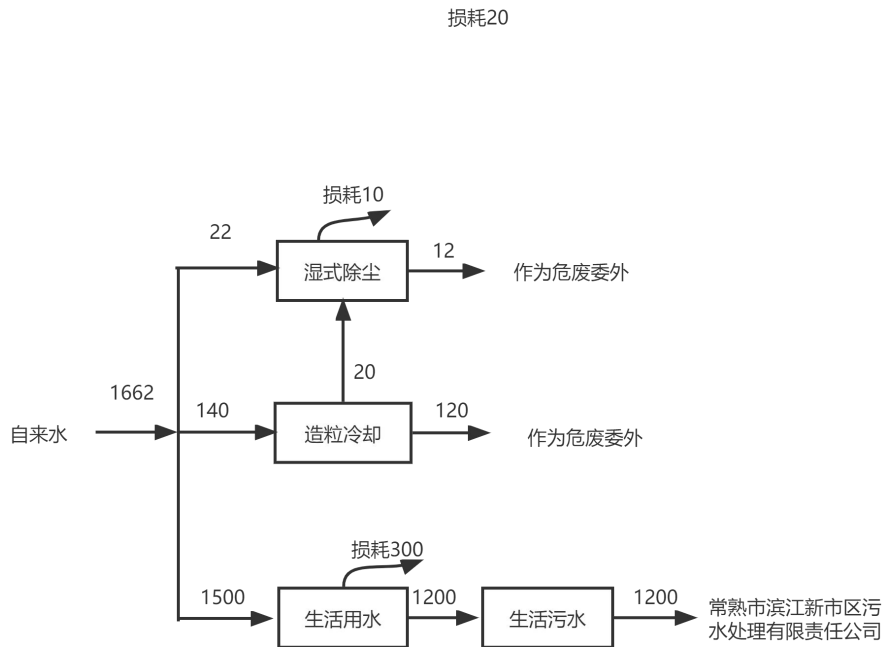 损耗20
损耗10
22
12
湿式除尘
作为危废委外
20
1662
140
120
自来水
造粒冷却
作为危废委外
损耗300
1500
1200
1200
生活用水
生活污水
常熟市滨江新市区污
水处理有限责任公司